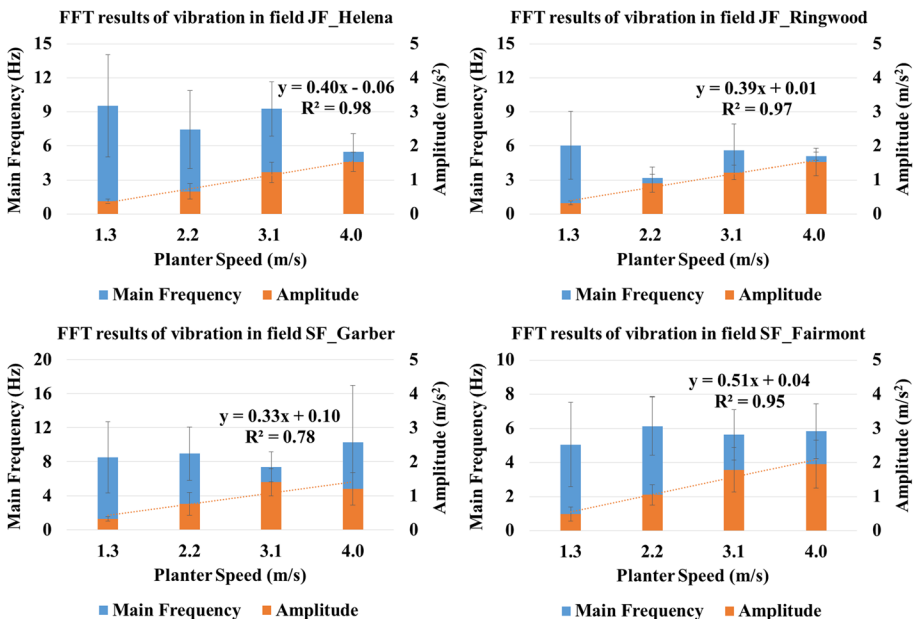 FFT results of vibration in field JF_Helena
15
12
9
6
3
0
Main Frequency (Hz)
5
4
3
2
1
0
Amplitude (m/s²)
y = 0.40x - 0.06
R² = 0.98
1.3 2.2 3.1 4.0
Planter Speed (m/s)
Main Frequency Amplitude
FFT results of vibration in field JF_Ringwood
15
12
9
6
3
0
Main Frequency (Hz)
5
4
3
2
1
0
Amplitude (m/s²)
y = 0.39x + 0.01
R² = 0.97
1.3 2.2 3.1 4.0
Planter Speed (m/s)
Main Frequency Amplitude
FFT results of vibration in field SF_Garber
20
16
12
8
4
0
Main Frequency (Hz)
5
4
3
2
1
0
Amplitude (m/s²)
y = 0.33x + 0.10
R² = 0.78
1.3 2.2 3.1 4.0
Planter Speed (m/s)
Main Frequency Amplitude
FFT results of vibration in field SF_Fairmont
10
8
6
4
2
0
Main Frequency (Hz)
5
4
3
2
1
0
Amplitude (m/s²)
y = 0.51x + 0.04
R² = 0.95
1.3 2.2 3.1 4.0
Planter Speed (m/s)
Main Frequency Amplitude